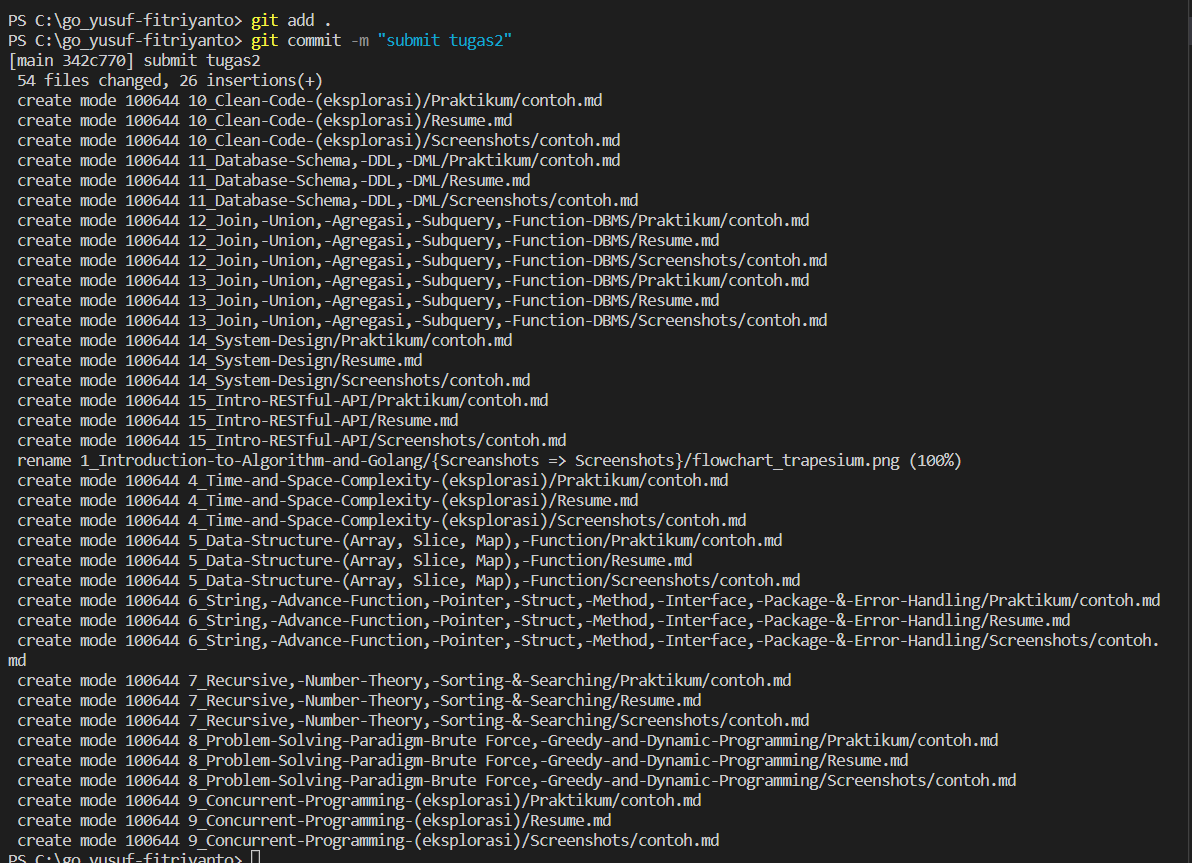 PS C:\go_yusuf-fitriyanto> git add .
PS C:\go_yusuf-fitriyanto> git commit -m "submit tugas2"
[main 342c770] submit tugas2
 54 files changed, 26 insertions(+)
 create mode 100644 10_Clean-Code-(eksplorasi)/Praktikum/contoh.md
 create mode 100644 10_Clean-Code-(eksplorasi)/Resume.md
 create mode 100644 10_Clean-Code-(eksplorasi)/Screenshots/contoh.md
 create mode 100644 11_Database-Schema,-DDL,-DML/Praktikum/contoh.md
 create mode 100644 11_Database-Schema,-DDL,-DML/Resume.md
 create mode 100644 11_Database-Schema,-DDL,-DML/Screenshots/contoh.md
 create mode 100644 12_Join,-Union,-Agregasi,-Subquery,-Function-DBMS/Praktikum/contoh.md
 create mode 100644 12_Join,-Union,-Agregasi,-Subquery,-Function-DBMS/Resume.md
 create mode 100644 12_Join,-Union,-Agregasi,-Subquery,-Function-DBMS/Screenshots/contoh.md
 create mode 100644 13_Join,-Union,-Agregasi,-Subquery,-Function-DBMS/Praktikum/contoh.md
 create mode 100644 13_Join,-Union,-Agregasi,-Subquery,-Function-DBMS/Resume.md
 create mode 100644 13_Join,-Union,-Agregasi,-Subquery,-Function-DBMS/Screenshots/contoh.md
 create mode 100644 14_System-Design/Praktikum/contoh.md
 create mode 100644 14_System-Design/Resume.md
 create mode 100644 14_System-Design/Screenshots/contoh.md
 create mode 100644 15_Intro-RESTful-API/Praktikum/contoh.md
 create mode 100644 15_Intro-RESTful-API/Resume.md
 create mode 100644 15_Intro-RESTful-API/Screenshots/contoh.md
 rename 1_Introduction-to-Algorithm-and-Golang/{Screanshots => Screenshots}/flowchart_trapesium.png (100%)
 create mode 100644 4_Time-and-Space-Complexity-(eksplorasi)/Praktikum/contoh.md
 create mode 100644 4_Time-and-Space-Complexity-(eksplorasi)/Resume.md
 create mode 100644 4_Time-and-Space-Complexity-(eksplorasi)/Screenshots/contoh.md
 create mode 100644 5_Data-Structure-(Array, Slice, Map),-Function/Praktikum/contoh.md
 create mode 100644 5_Data-Structure-(Array, Slice, Map),-Function/Resume.md
 create mode 100644 5_Data-Structure-(Array, Slice, Map),-Function/Screenshots/contoh.md
 create mode 100644 6_String,-Advance-Function,-Pointer,-Struct,-Method,-Interface,-Package-&-Error-Handling/Praktikum/contoh.md
 create mode 100644 6_String,-Advance-Function,-Pointer,-Struct,-Method,-Interface,-Package-&-Error-Handling/Resume.md
 create mode 100644 6_String,-Advance-Function,-Pointer,-Struct,-Method,-Interface,-Package-&-Error-Handling/Screenshots/contoh.
md
 create mode 100644 7_Recursive,-Number-Theory,-Sorting-&-Searching/Praktikum/contoh.md
 create mode 100644 7_Recursive,-Number-Theory,-Sorting-&-Searching/Resume.md
 create mode 100644 7_Recursive,-Number-Theory,-Sorting-&-Searching/Screenshots/contoh.md
 create mode 100644 8_Problem-Solving-Paradigm-Brute Force,-Greedy-and-Dynamic-Programming/Praktikum/contoh.md
 create mode 100644 8_Problem-Solving-Paradigm-Brute Force,-Greedy-and-Dynamic-Programming/Resume.md
 create mode 100644 8_Problem-Solving-Paradigm-Brute Force,-Greedy-and-Dynamic-Programming/Screenshots/contoh.md
 create mode 100644 9_Concurrent-Programming-(eksplorasi)/Praktikum/contoh.md
 create mode 100644 9_Concurrent-Programming-(eksplorasi)/Resume.md
 create mode 100644 9_Concurrent-Programming-(eksplorasi)/Screenshots/contoh.md
PS C:\go_yusuf-fitriyanto>